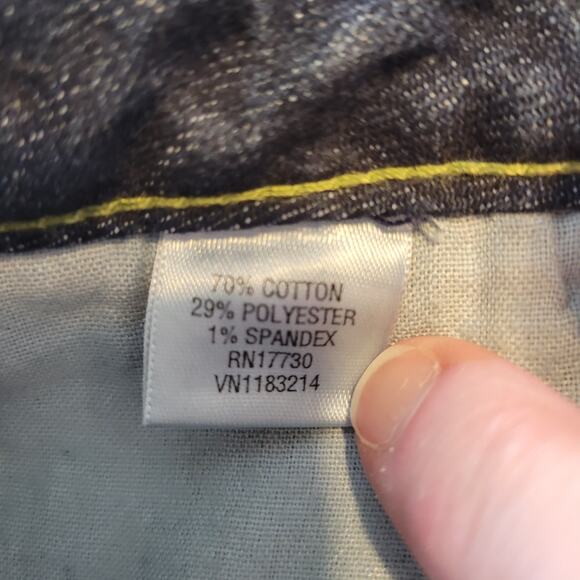 70% COTTON
29% POLYESTER
1% SPANDEX
RN17730
VN1183214